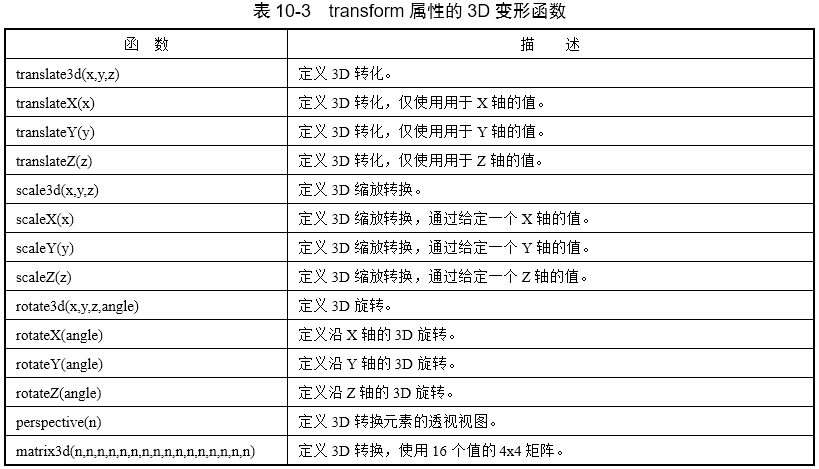 表 10-3 transform 属性的 3D 变形函数
函 数 描 述
translate3d(x,y,z) 定义 3D 转化。
translateX(x) 定义 3D 转化，仅使用用于 X 轴的值。
translateY(y) 定义 3D 转化，仅使用用于 Y 轴的值。
translateZ(z) 定义 3D 转化，仅使用用于 Z 轴的值。
scale3d(x,y,z) 定义 3D 缩放转换。
scaleX(x) 定义 3D 缩放转换，通过给定一个 X 轴的值。
scaleY(y) 定义 3D 缩放转换，通过给定一个 Y 轴的值。
scaleZ(z) 定义 3D 缩放转换，通过给定一个 Z 轴的值。
rotate3d(x,y,z,angle) 定义 3D 旋转。
rotateX(angle) 定义沿 X 轴的 3D 旋转。
rotateY(angle) 定义沿 Y 轴的 3D 旋转。
rotateZ(angle) 定义沿 Z 轴的 3D 旋转。
perspective(n) 定义 3D 转换元素的透视视图。
matrix3d(n,n,n,n,n,n,n,n,n,n,n,n,n,n,n,n) 定义 3D 转换，使用 16 个值的 4x4 矩阵。